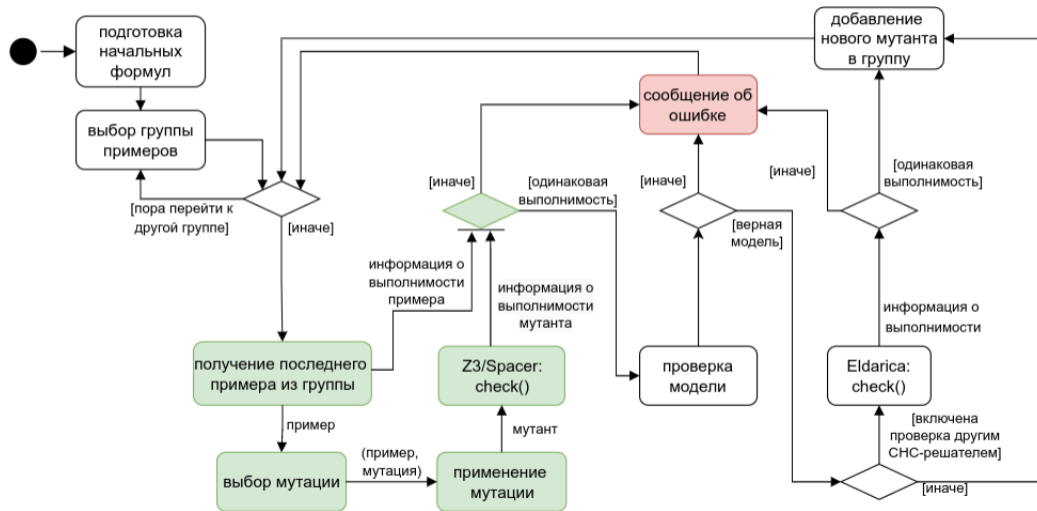 подготовка
начальных
формул
добавление
нового мутанта
в группу
сообщение об
ошибке
выбор группы
примеров
[пора перейти к
другой группе]
[иначе]
[иначе]
[одинаковая
выполнимость]
[иначе]
[верная
модель]
[иначе]
[одинаковая
выполнимость]
информация о
выполнимости
примера
информация о
выполнимости
мутанта
информация о
выполнимости
получение последнего
примера из группы
Z3/Spacer:
check()
проверка
модели
Eldarica:
check()
пример
мутант
[включена
проверка другим
CHC-решателем]
(пример,
мутация)
выбор мутации
применение
мутации
[иначе]